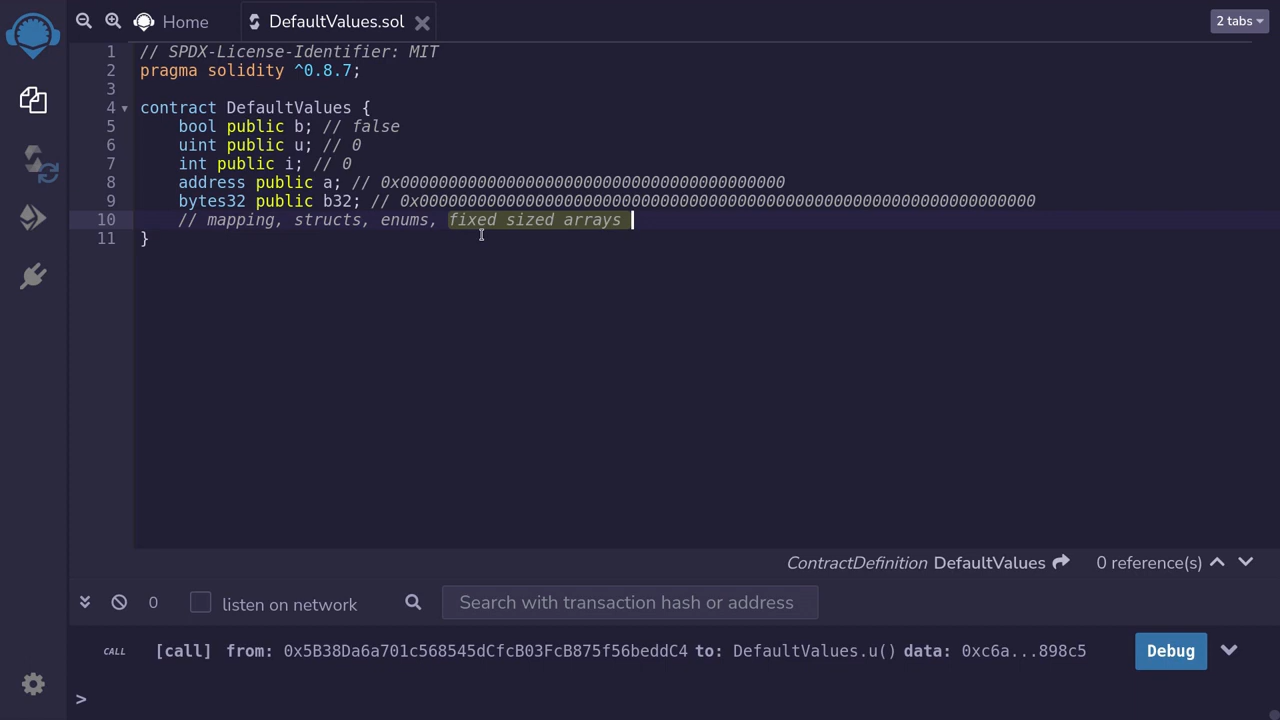 Home
DefaultValues.sol
2 tabs
1 // SPDX-License-Identifier: MIT
2 pragma solidity ^0.8.7;
3
4 contract DefaultValues {
5 bool public b; // false
6 uint public u; // 0
7 int public i; // 0
8 address public a; // 0x0000000000000000000000000000000000000000
9 bytes32 public b32; // 0x0000000000000000000000000000000000000000000000000000000000000000
10 // mapping, structs, enums, fixed sized arrays
11 }
ContractDefinition DefaultValues 0 reference(s)
0 listen on network Search with transaction hash or address
CALL [call] from: 0x5B38Da6a701c568545dCfcB03FcB875f56beddC4 to: DefaultValues.u() data: 0xc6a...898c5 Debug
>